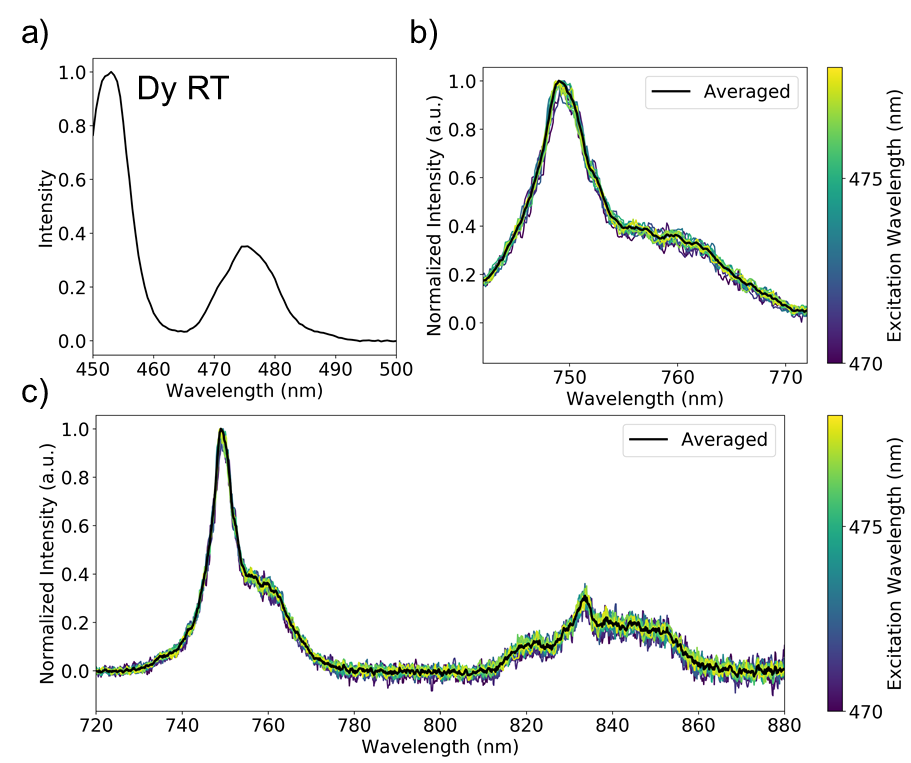 a)
Dy RT
1.0
0.8
0.6
0.4
0.2
0.0
Intensity
450 460 470 480 490 500
Wavelength (nm)
b)
Averaged
1.0
0.8
0.6
0.4
0.2
0.0
Normalized Intensity (a.u.)
750 760 770
Wavelength (nm)
475
470
Excitation Wavelength (nm)
c)
Averaged
1.0
0.8
0.6
0.4
0.2
0.0
Normalized Intensity (a.u.)
720 740 760 780 800 820 840 860 880
Wavelength (nm)
475
470
Excitation Wavelength (nm)